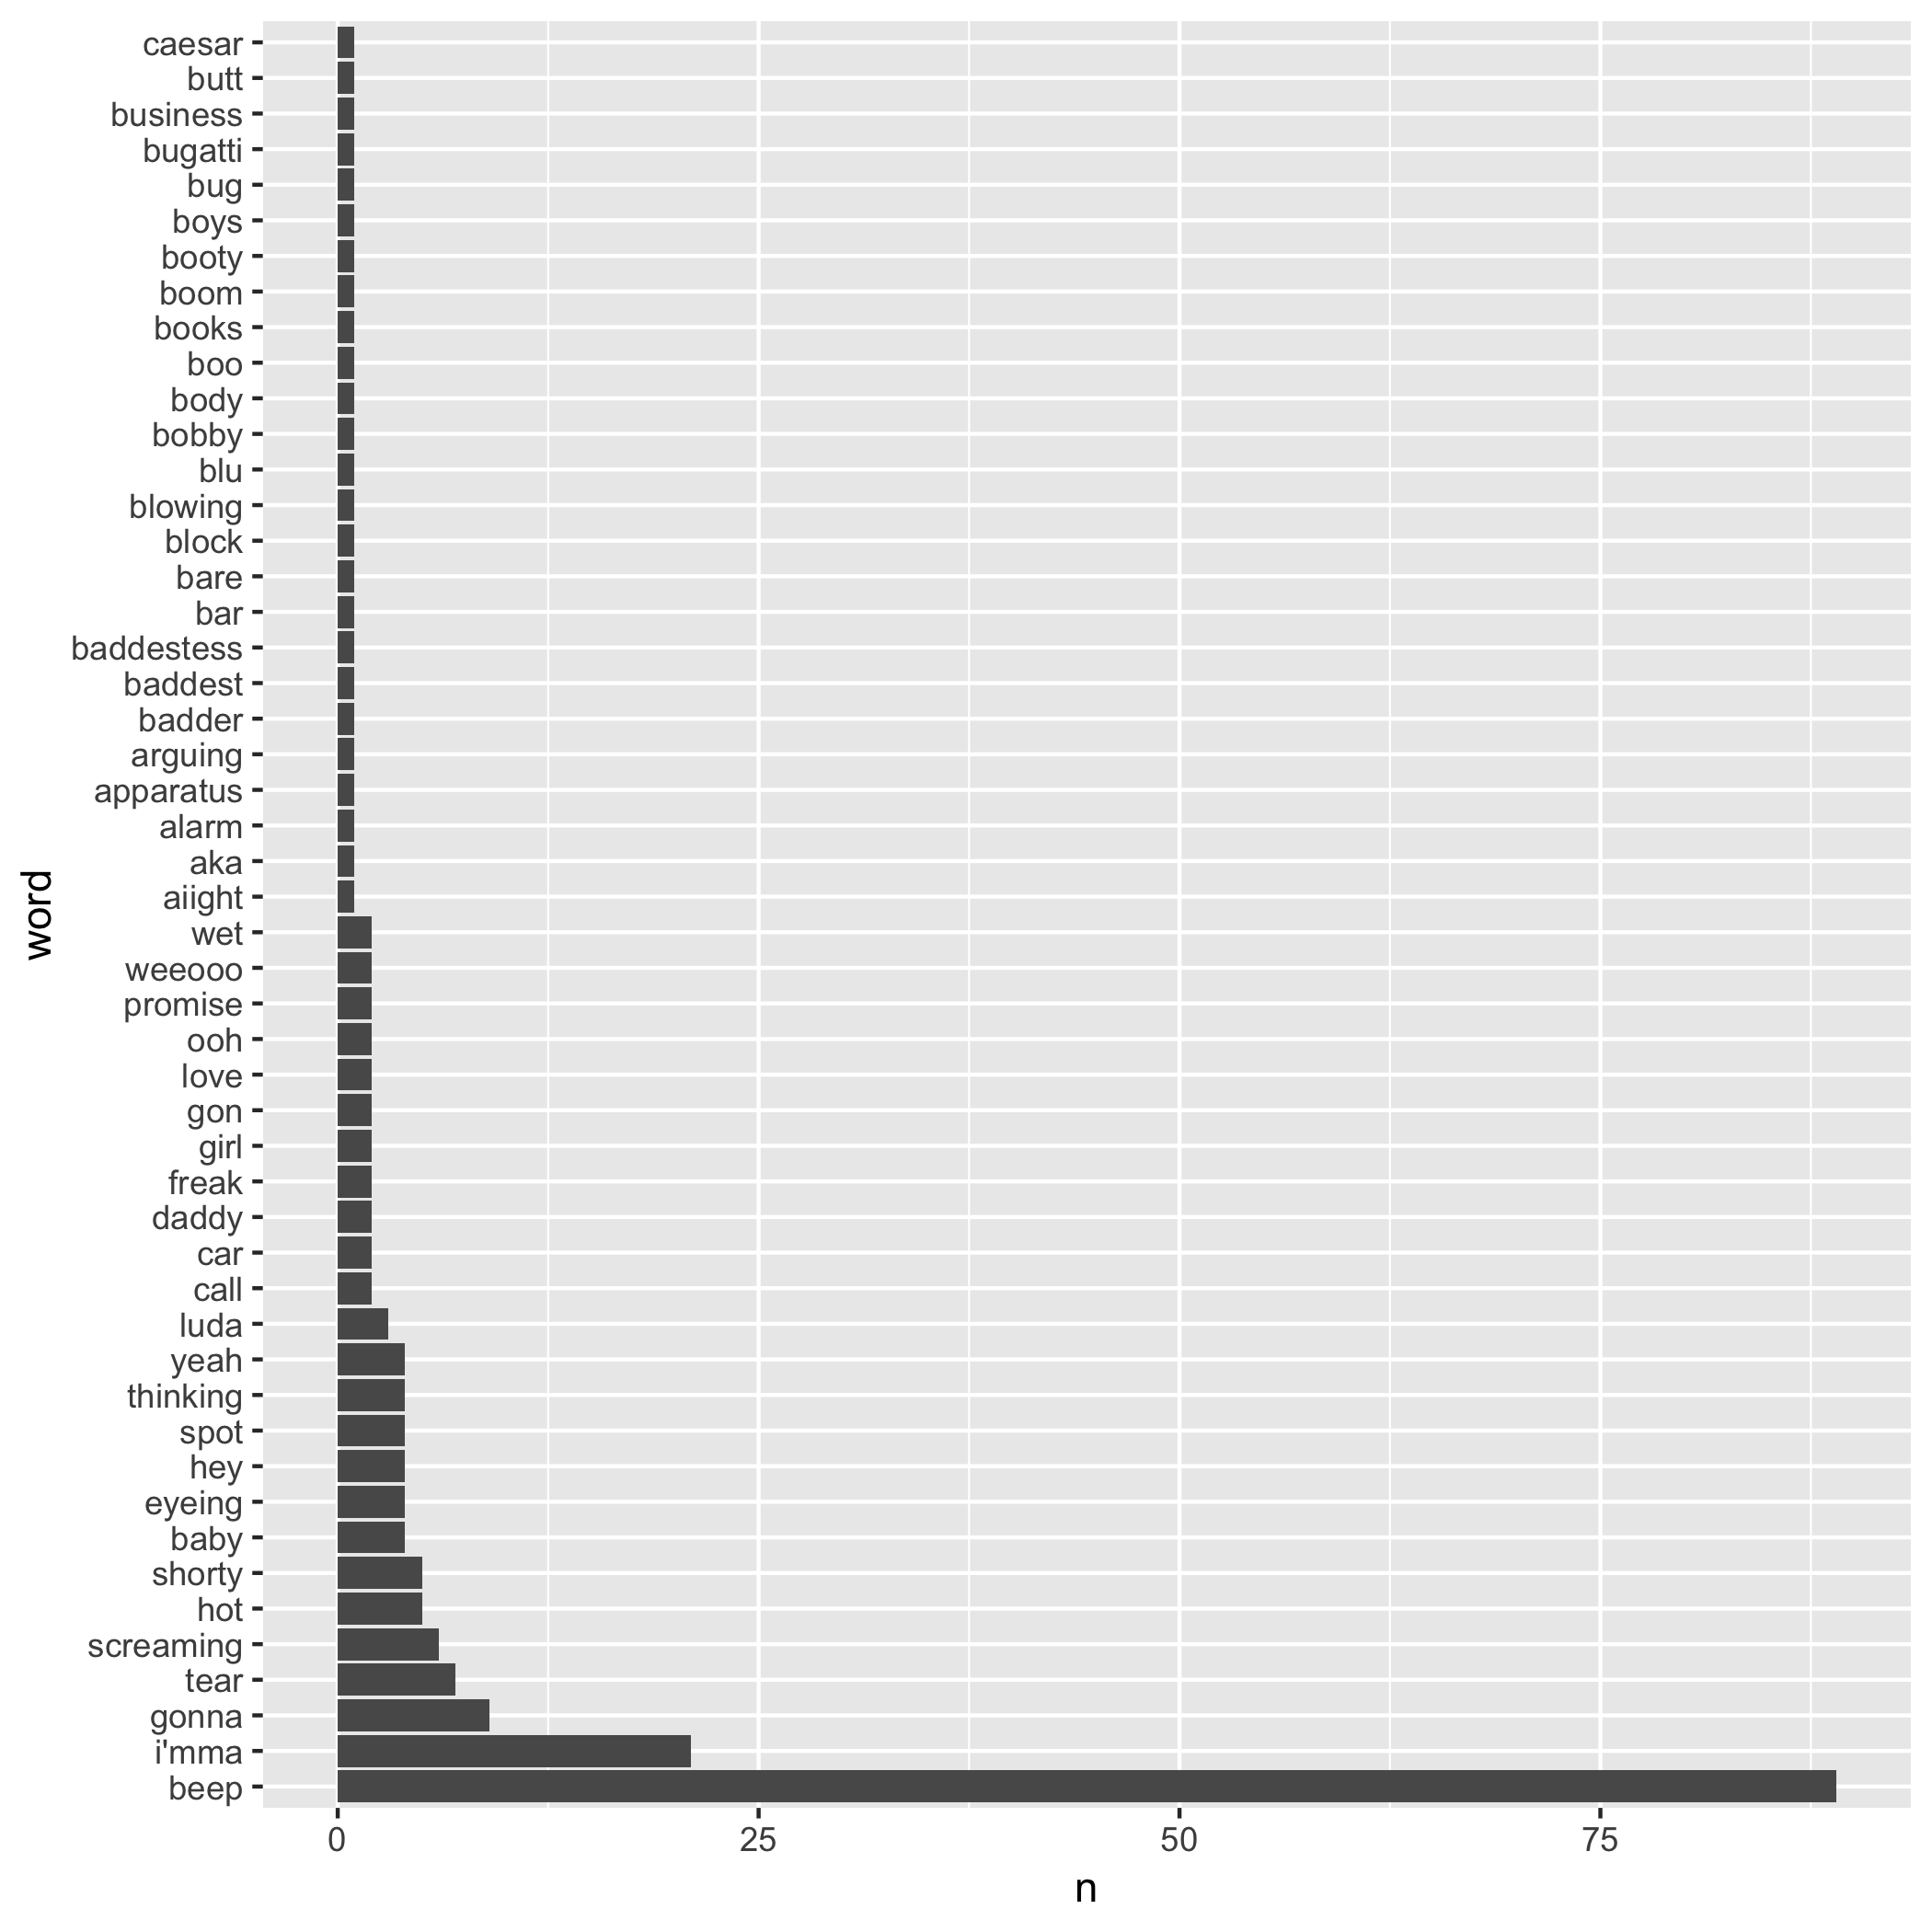 caesar
butt
business
bugatti
bug
boys
booty
boom
books
boo
body
bobby
blu
blowing
block
bare
bar
baddestess
baddest
badder
arguing
apparatus
alarm
aka
aiight
wet
weeooo
promise
ooh
love
gon
girl
freak
daddy
car
call
luda
yeah
thinking
spot
hey
eyeing
baby
shorty
hot
screaming
tear
gonna
i'mma
beep
word
0 25 50 75
n